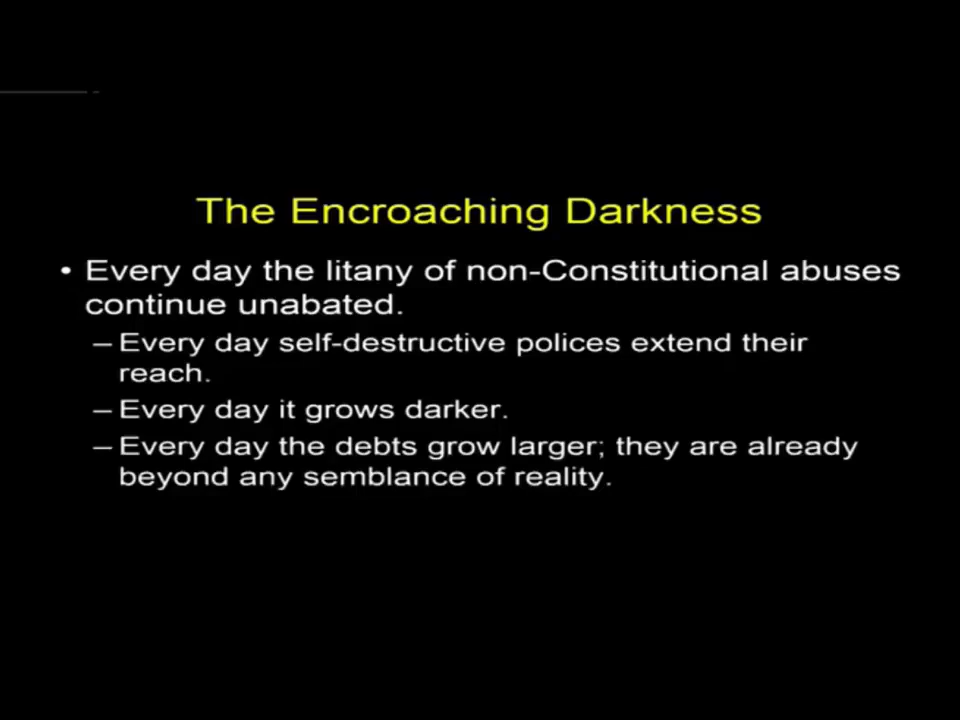 The Encroaching Darkness
• Every day the litany of non-Constitutional abuses
continue unabated.
– Every day self-destructive polices extend their
reach.
– Every day it grows darker.
– Every day the debts grow larger; they are already
beyond any semblance of reality.